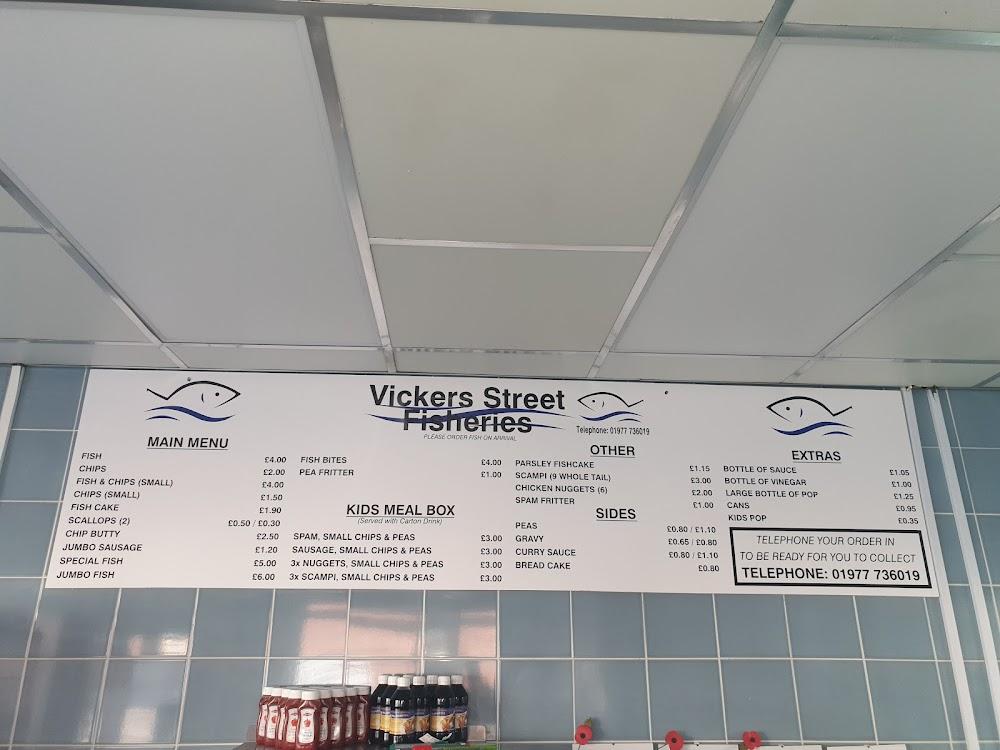 Vickers Street
Fisheries
PLEASE ORDER FISH ON ARRIVAL
Telephone: 01977 736019
MAIN MENU
FISH £4.00
CHIPS £2.00
FISH & CHIPS (SMALL) £4.00
CHIPS (SMALL) £1.50
FISH CAKE £1.90
SCALLOPS (2) £0.50 / £0.30
CHIP BUTTY £2.50
JUMBO SAUSAGE £1.20
SPECIAL FISH £5.00
JUMBO FISH £6.00
FISH BITES £4.00
PEA FRITTER £1.00
KIDS MEAL BOX
(Served with Carton Drink)
SPAM, SMALL CHIPS & PEAS £3.00
SAUSAGE, SMALL CHIPS & PEAS £3.00
3x NUGGETS, SMALL CHIPS & PEAS £3.00
3x SCAMPI, SMALL CHIPS & PEAS £3.00
OTHER
PARSLEY FISHCAKE £1.15
SCAMPI (9 WHOLE TAIL) £3.00
CHICKEN NUGGETS (6) £2.00
SPAM FRITTER £1.00
SIDES
PEAS £0.80 / £1.10
GRAVY £0.65 / £0.80
CURRY SAUCE £0.80 / £1.10
BREAD CAKE £0.80
EXTRAS
BOTTLE OF SAUCE £1.05
BOTTLE OF VINEGAR £1.00
LARGE BOTTLE OF POP £1.25
CANS £0.95
KIDS POP £0.35
TELEPHONE YOUR ORDER IN
TO BE READY FOR YOU TO COLLECT
TELEPHONE: 01977 736019